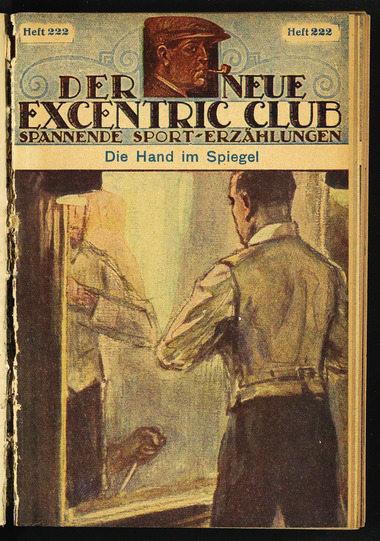 Heft 222
Heft 222
DER NEUE
EXCENTRIC CLUB
SPANNENDE SPORT-ERZÄHLUNGEN
Die Hand im Spiegel